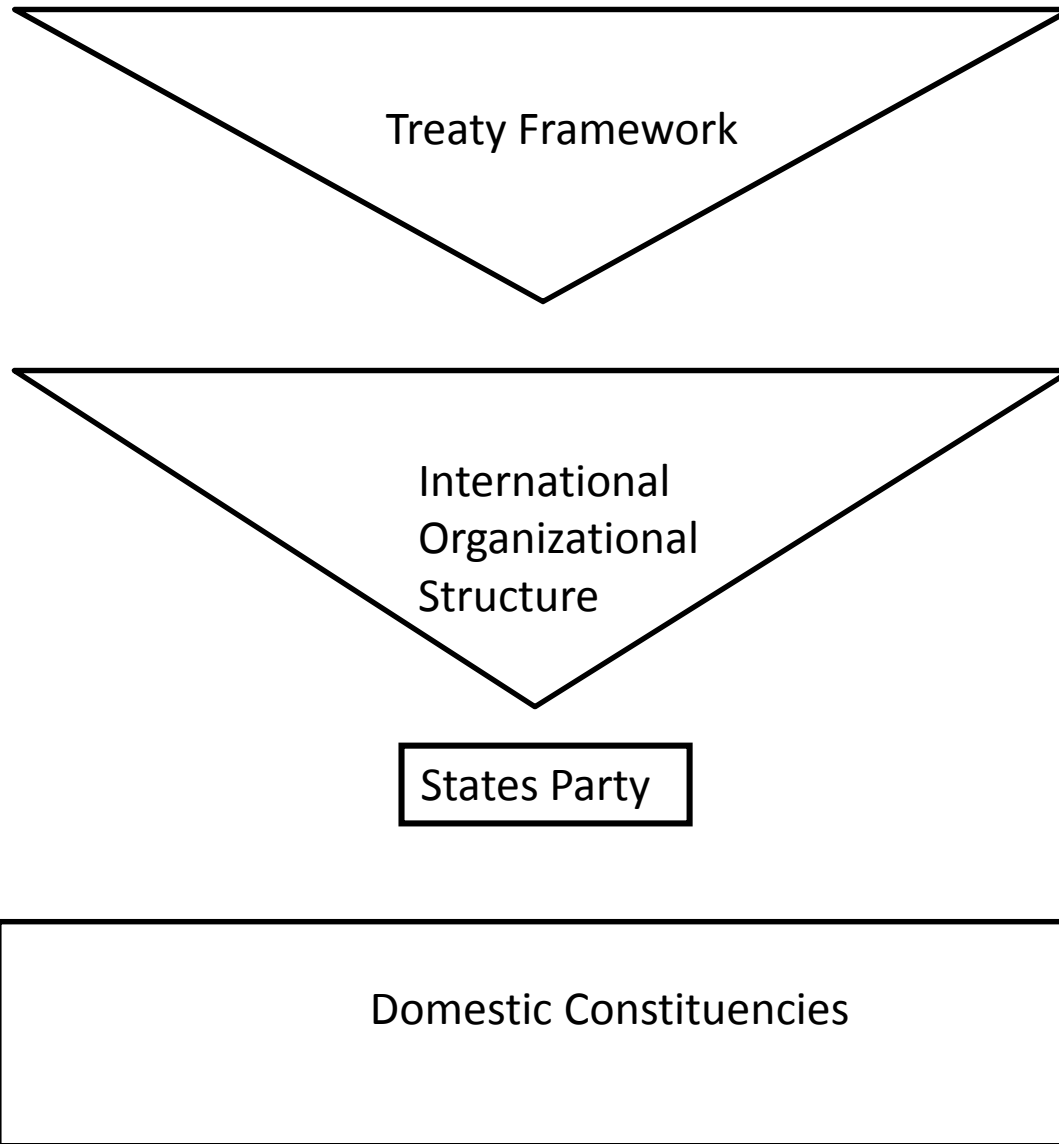 Treaty Framework
International
Organizational
Structure
States Party
Domestic Constituencies